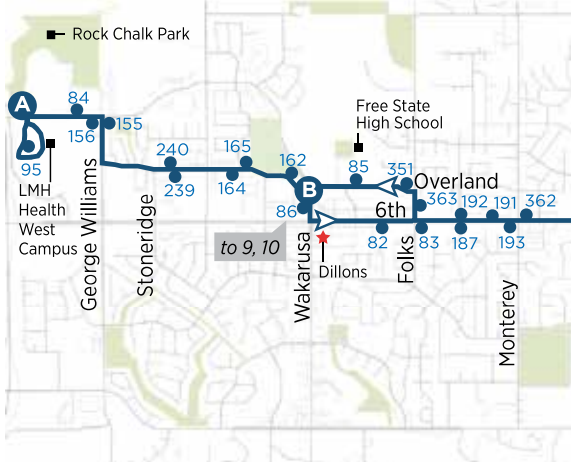 Rock Chalk Park
A
84
156
155
95
LMH
Health
West
Campus
George Williams
Stoneridge
240
239
165
164
162
B
86
to 9, 10
Wakarusa
Dillons
Free State
High School
85
351
Overland
363
6th
82
83
Folks
192
187
191
193
362
Monterey